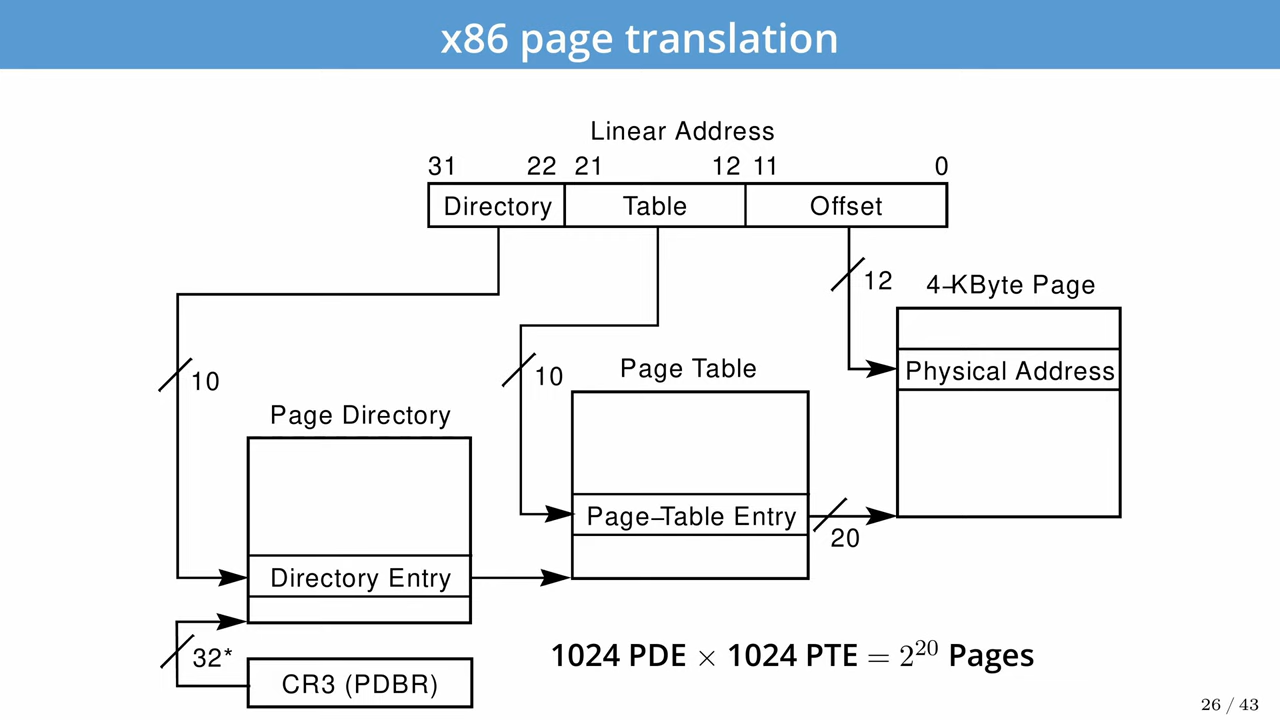 x86 page translation
Linear Address
31 22 21 12 11 0
Directory Table Offset
12
4–KByte Page
Physical Address
10
10
Page Table
Page Directory
Page–Table Entry
20
Directory Entry
32*
CR3 (PDBR)
1024 PDE × 1024 PTE = 2^20 Pages
26 / 43